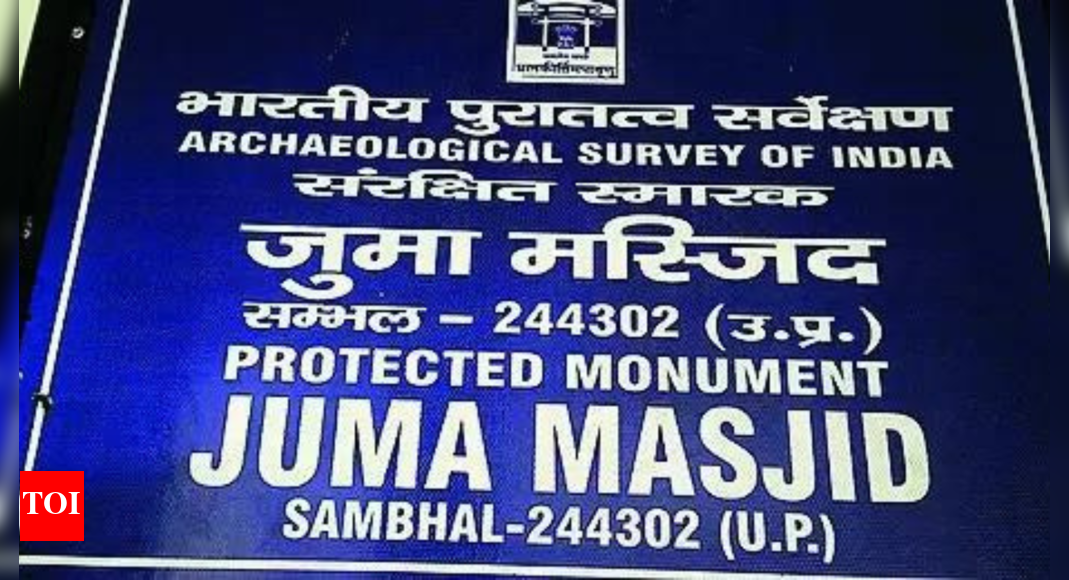 भारतीय पुरातत्व सर्वेक्षण
ARCHAEOLOGICAL SURVEY OF INDIA
संरक्षित स्मारक
जुमा मस्जिद
सम्भल – 244302 (उ.प्र.)
PROTECTED MONUMENT
JUMA MASJID
SAMBHAL-244302 (U.P.)
TOI